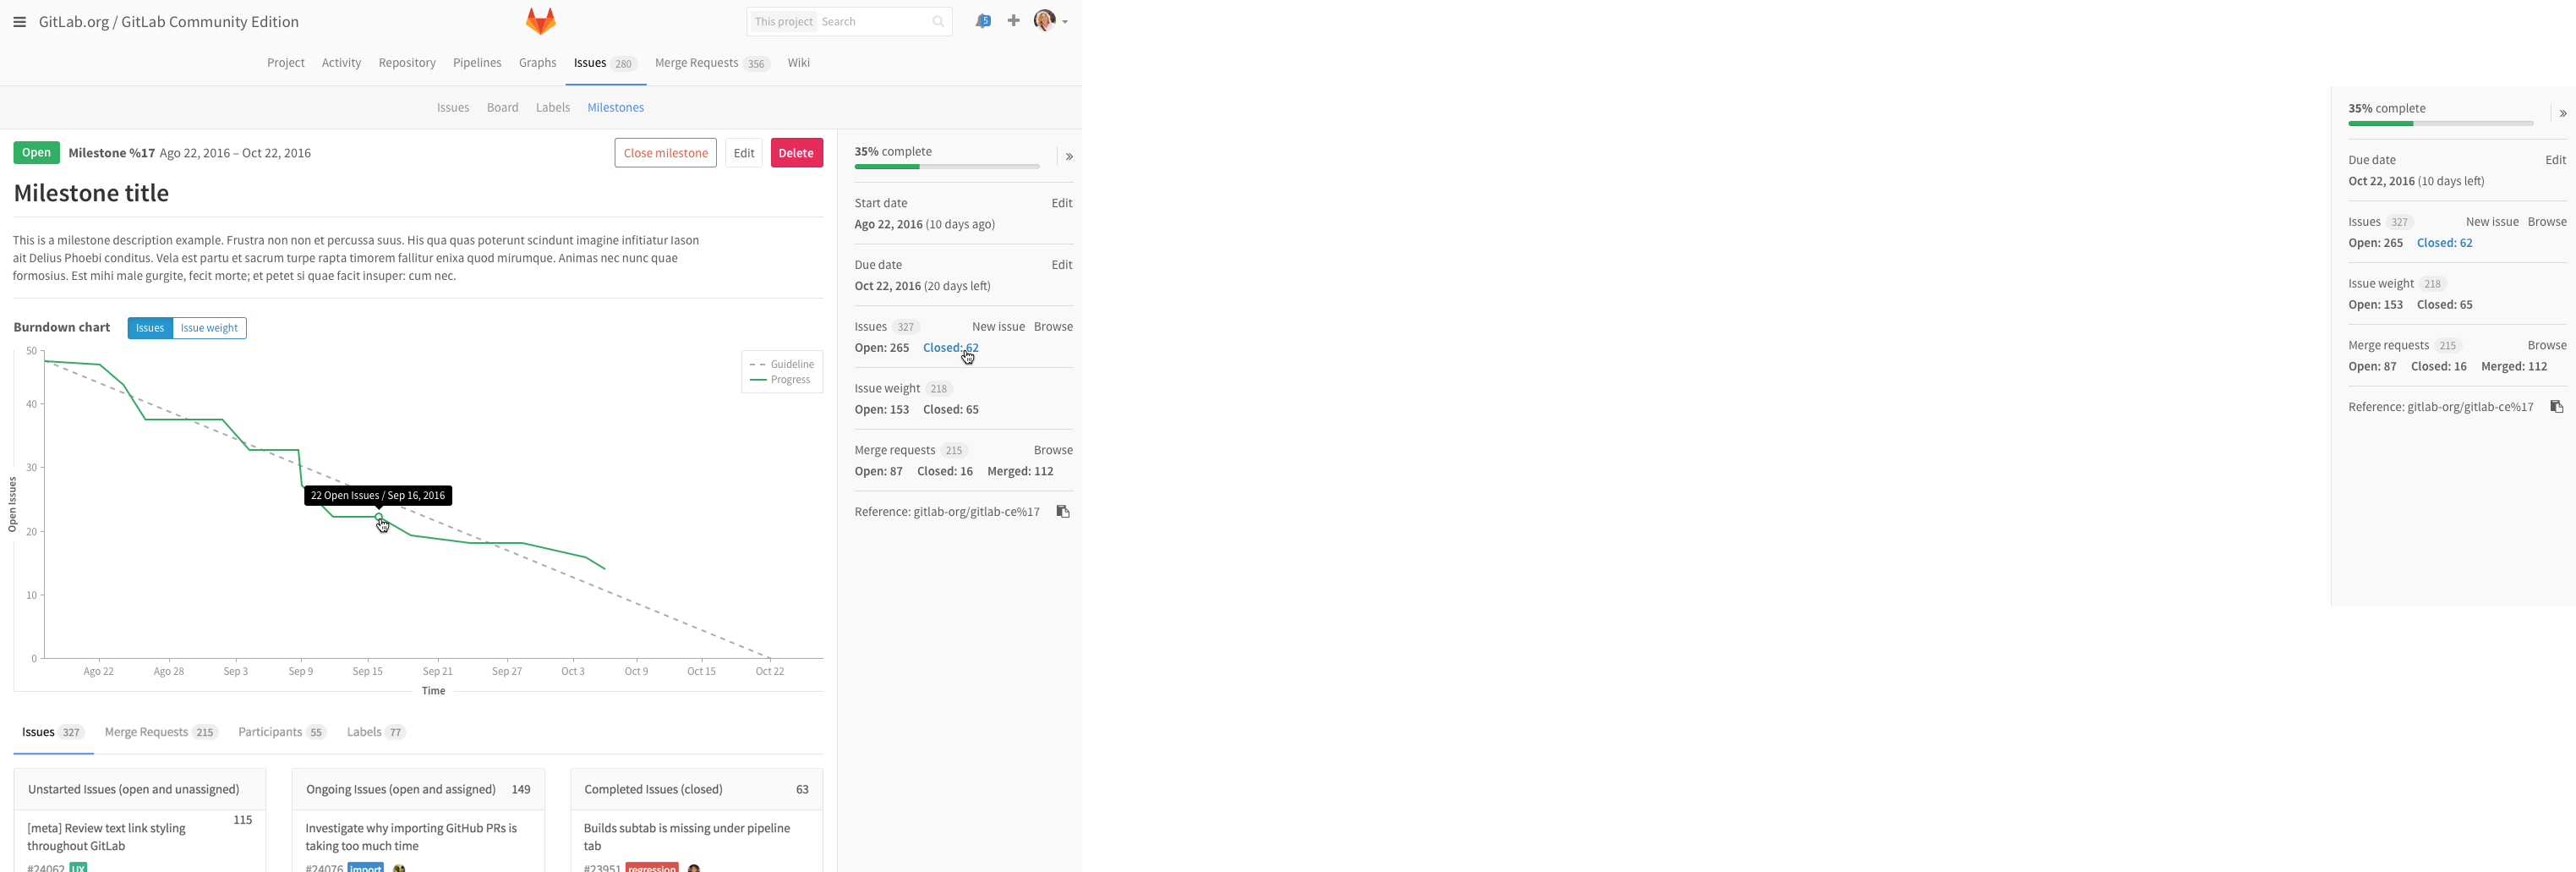 GitLab.org / GitLab Community Edition
This project Search
5
Project Activity Repository Pipelines Graphs Issues 280 Merge Requests 356 Wiki
Issues Board Labels Milestones
Open Milestone %17 Ago 22, 2016 – Oct 22, 2016 Close milestone Edit Delete
Milestone title
This is a milestone description example. Frustra non non et percussa suus. His qua quas poterunt scindunt imagine infitiatur Iason
ait Delius Phoebi conditus. Vela est partu et sacrum turpe rapta timorem fallitur enixa quod mirumque. Animas nec nunc quae
formosius. Est mihi male gurgite, fecit morte; et petet si quae facit insuper: cum nec.
Burndown chart Issues Issue weight
50
40
30
20
10
0
Open Issues
Guideline
Progress
22 Open Issues / Sep 16, 2016
Ago 22 Ago 28 Sep 3 Sep 9 Sep 15 Sep 21 Sep 27 Oct 3 Oct 9 Oct 15 Oct 22
Time
Issues 327 Merge Requests 215 Participants 55 Labels 77
Unstarted Issues (open and unassigned)
115
[meta] Review text link styling
throughout GitLab
#24062 UX
Ongoing Issues (open and assigned) 149
Investigate why importing GitHub PRs is
taking too much time
#24076 import
Completed Issues (closed) 63
Builds subtab is missing under pipeline
tab
#23951 regression
35% complete »
Start date Edit
Ago 22, 2016 (10 days ago)
Due date Edit
Oct 22, 2016 (20 days left)
Issues 327 New issue Browse
Open: 265 Closed: 62
Issue weight 218
Open: 153 Closed: 65
Merge requests 215 Browse
Open: 87 Closed: 16 Merged: 112
Reference: gitlab-org/gitlab-ce%17
35% complete »
Due date Edit
Oct 22, 2016 (10 days left)
Issues 327 New issue Browse
Open: 265 Closed: 62
Issue weight 218
Open: 153 Closed: 65
Merge requests 215 Browse
Open: 87 Closed: 16 Merged: 112
Reference: gitlab-org/gitlab-ce%17